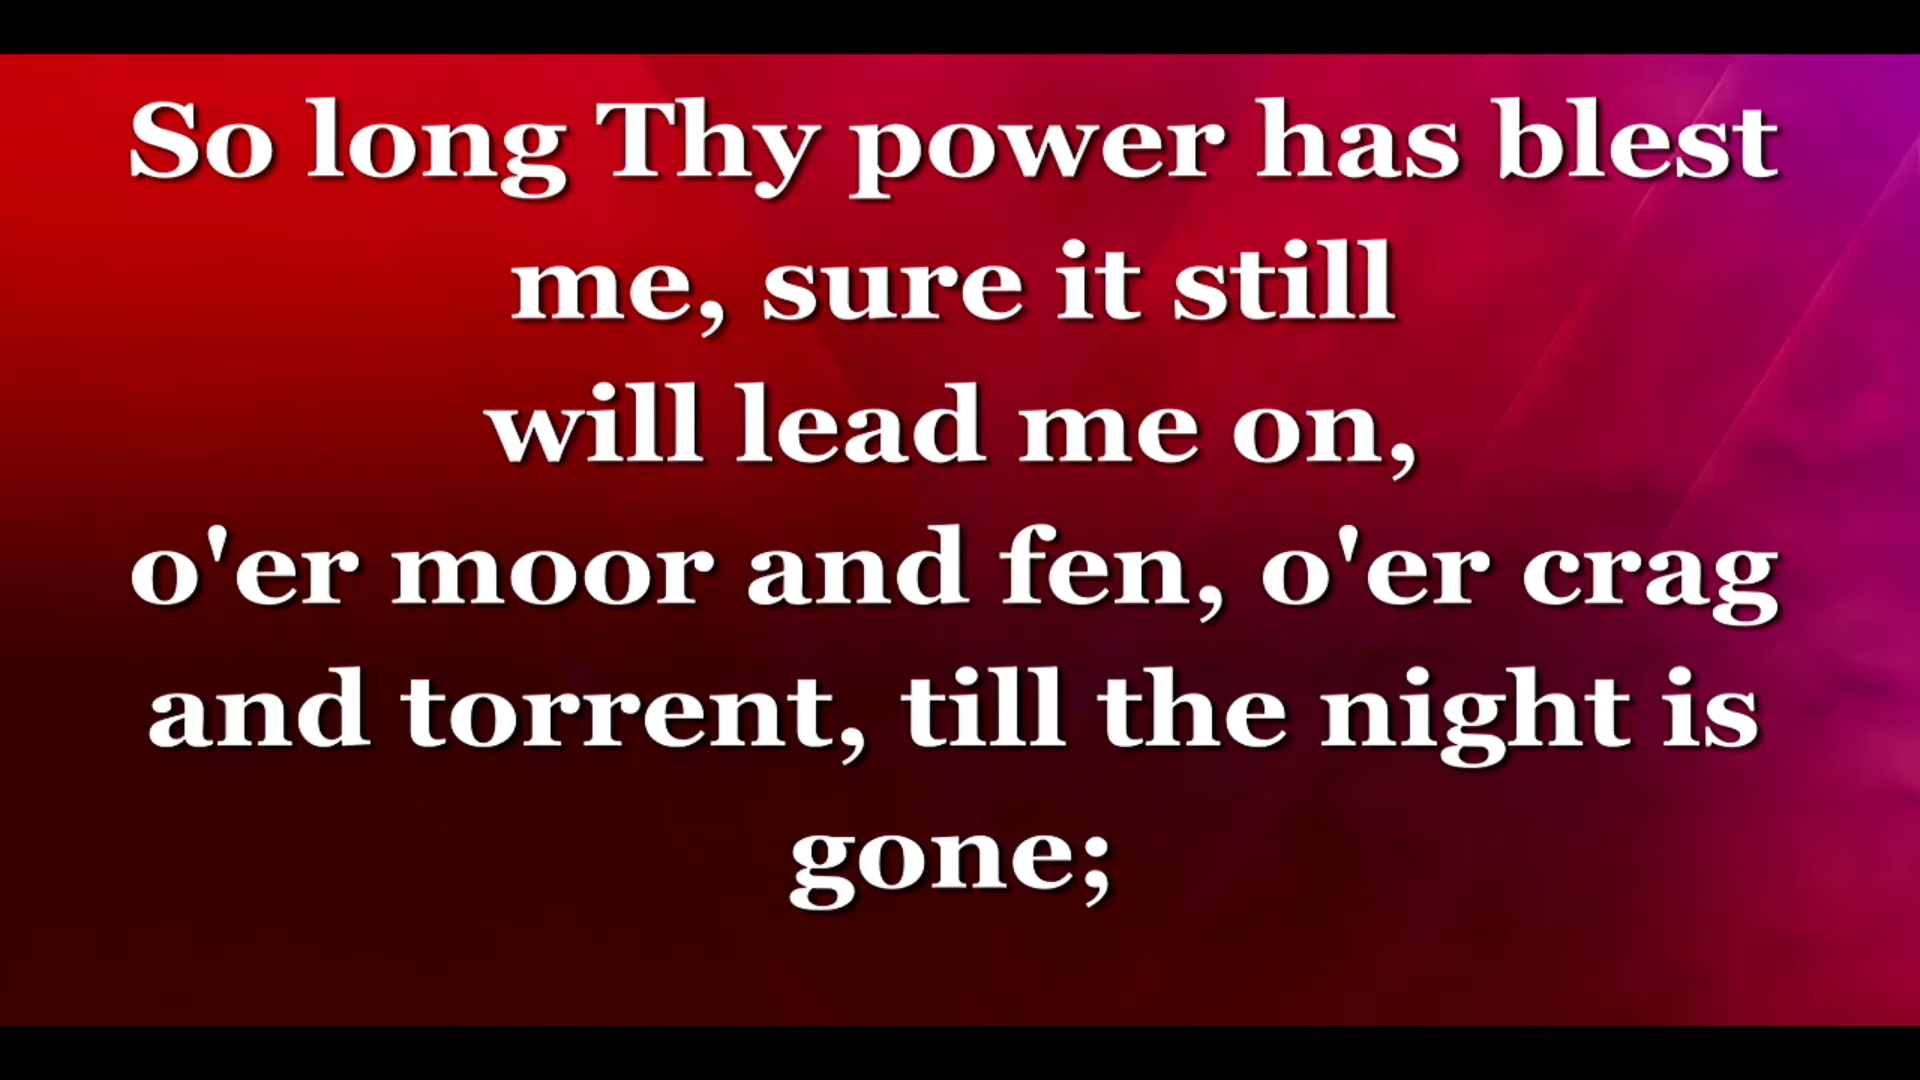 So long Thy power has blest
me, sure it still
will lead me on,
o'er moor and fen, o'er crag
and torrent, till the night is
gone;